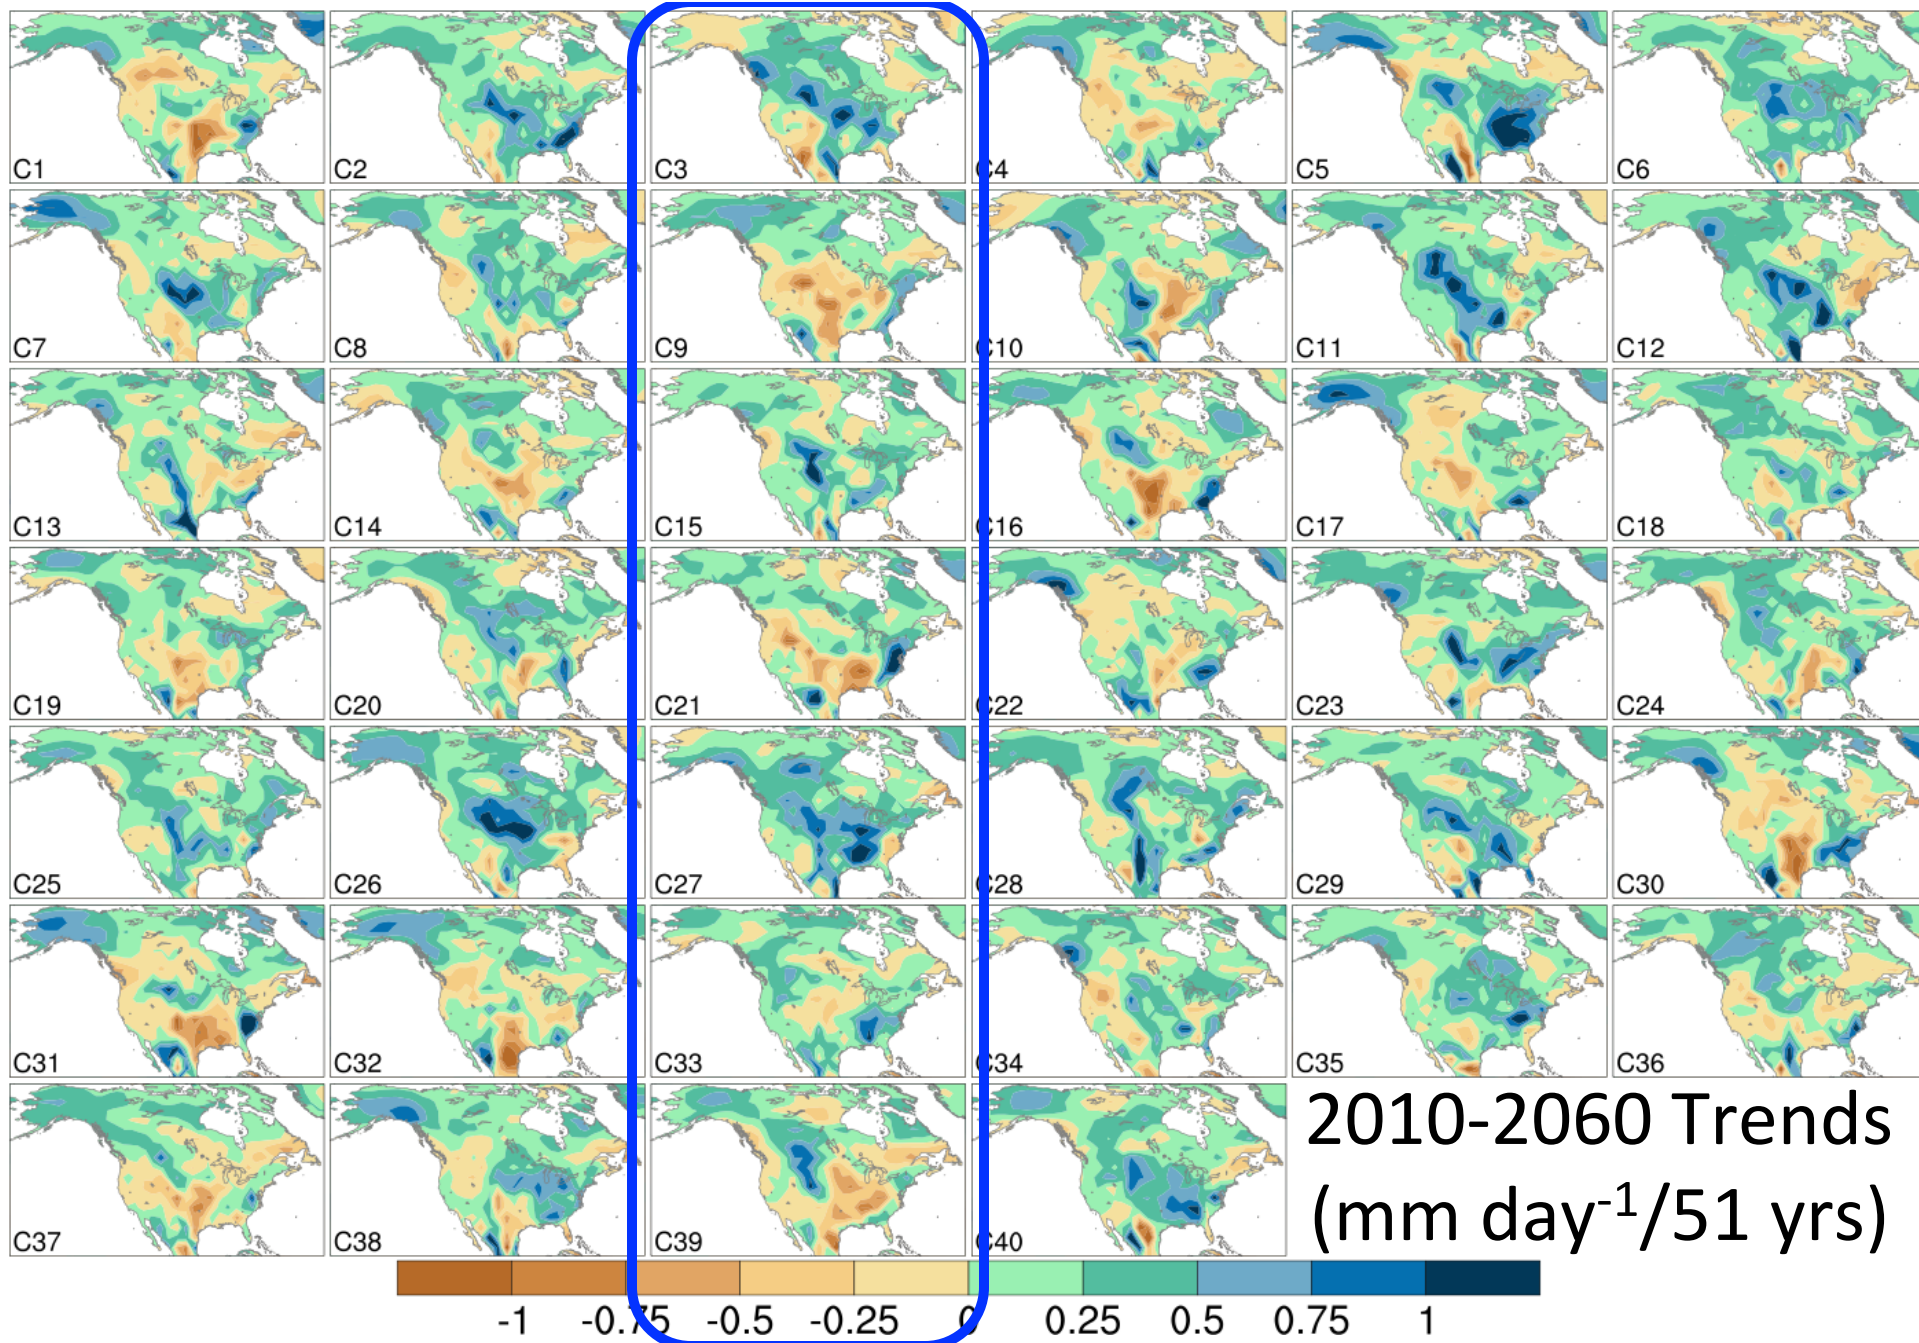 C1 C2 C3 C4 C5 C6
C7 C8 C9 C10 C11 C12
C13 C14 C15 C16 C17 C18
C19 C20 C21 C22 C23 C24
C25 C26 C27 C28 C29 C30
C31 C32 C33 C34 C35 C36
C37 C38 C39 C40
2010-2060 Trends
(mm day⁻¹/51 yrs)
-1 -0.75 -0.5 -0.25 0 0.25 0.5 0.75 1